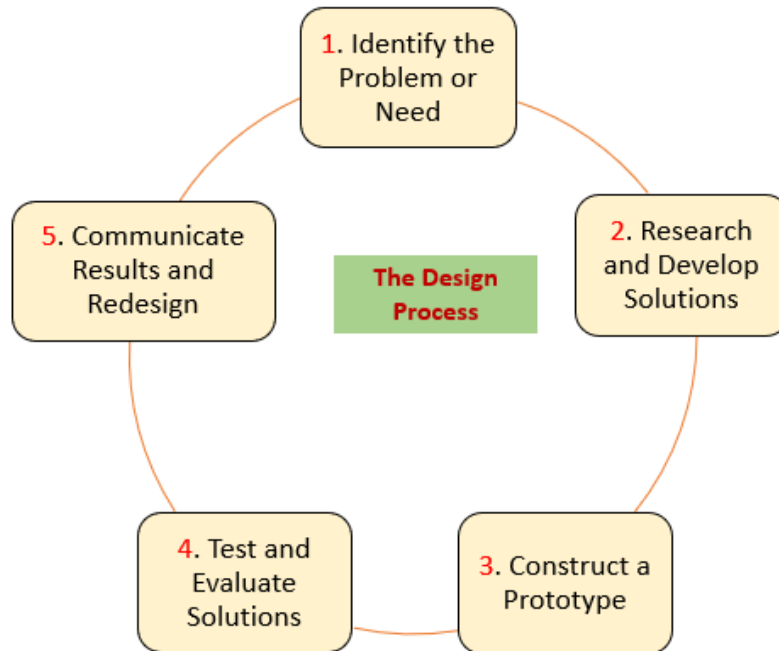 1. Identify the
Problem or
Need
2. Research
and Develop
Solutions
3. Construct a
Prototype
4. Test and
Evaluate
Solutions
5. Communicate
Results and
Redesign
The Design
Process